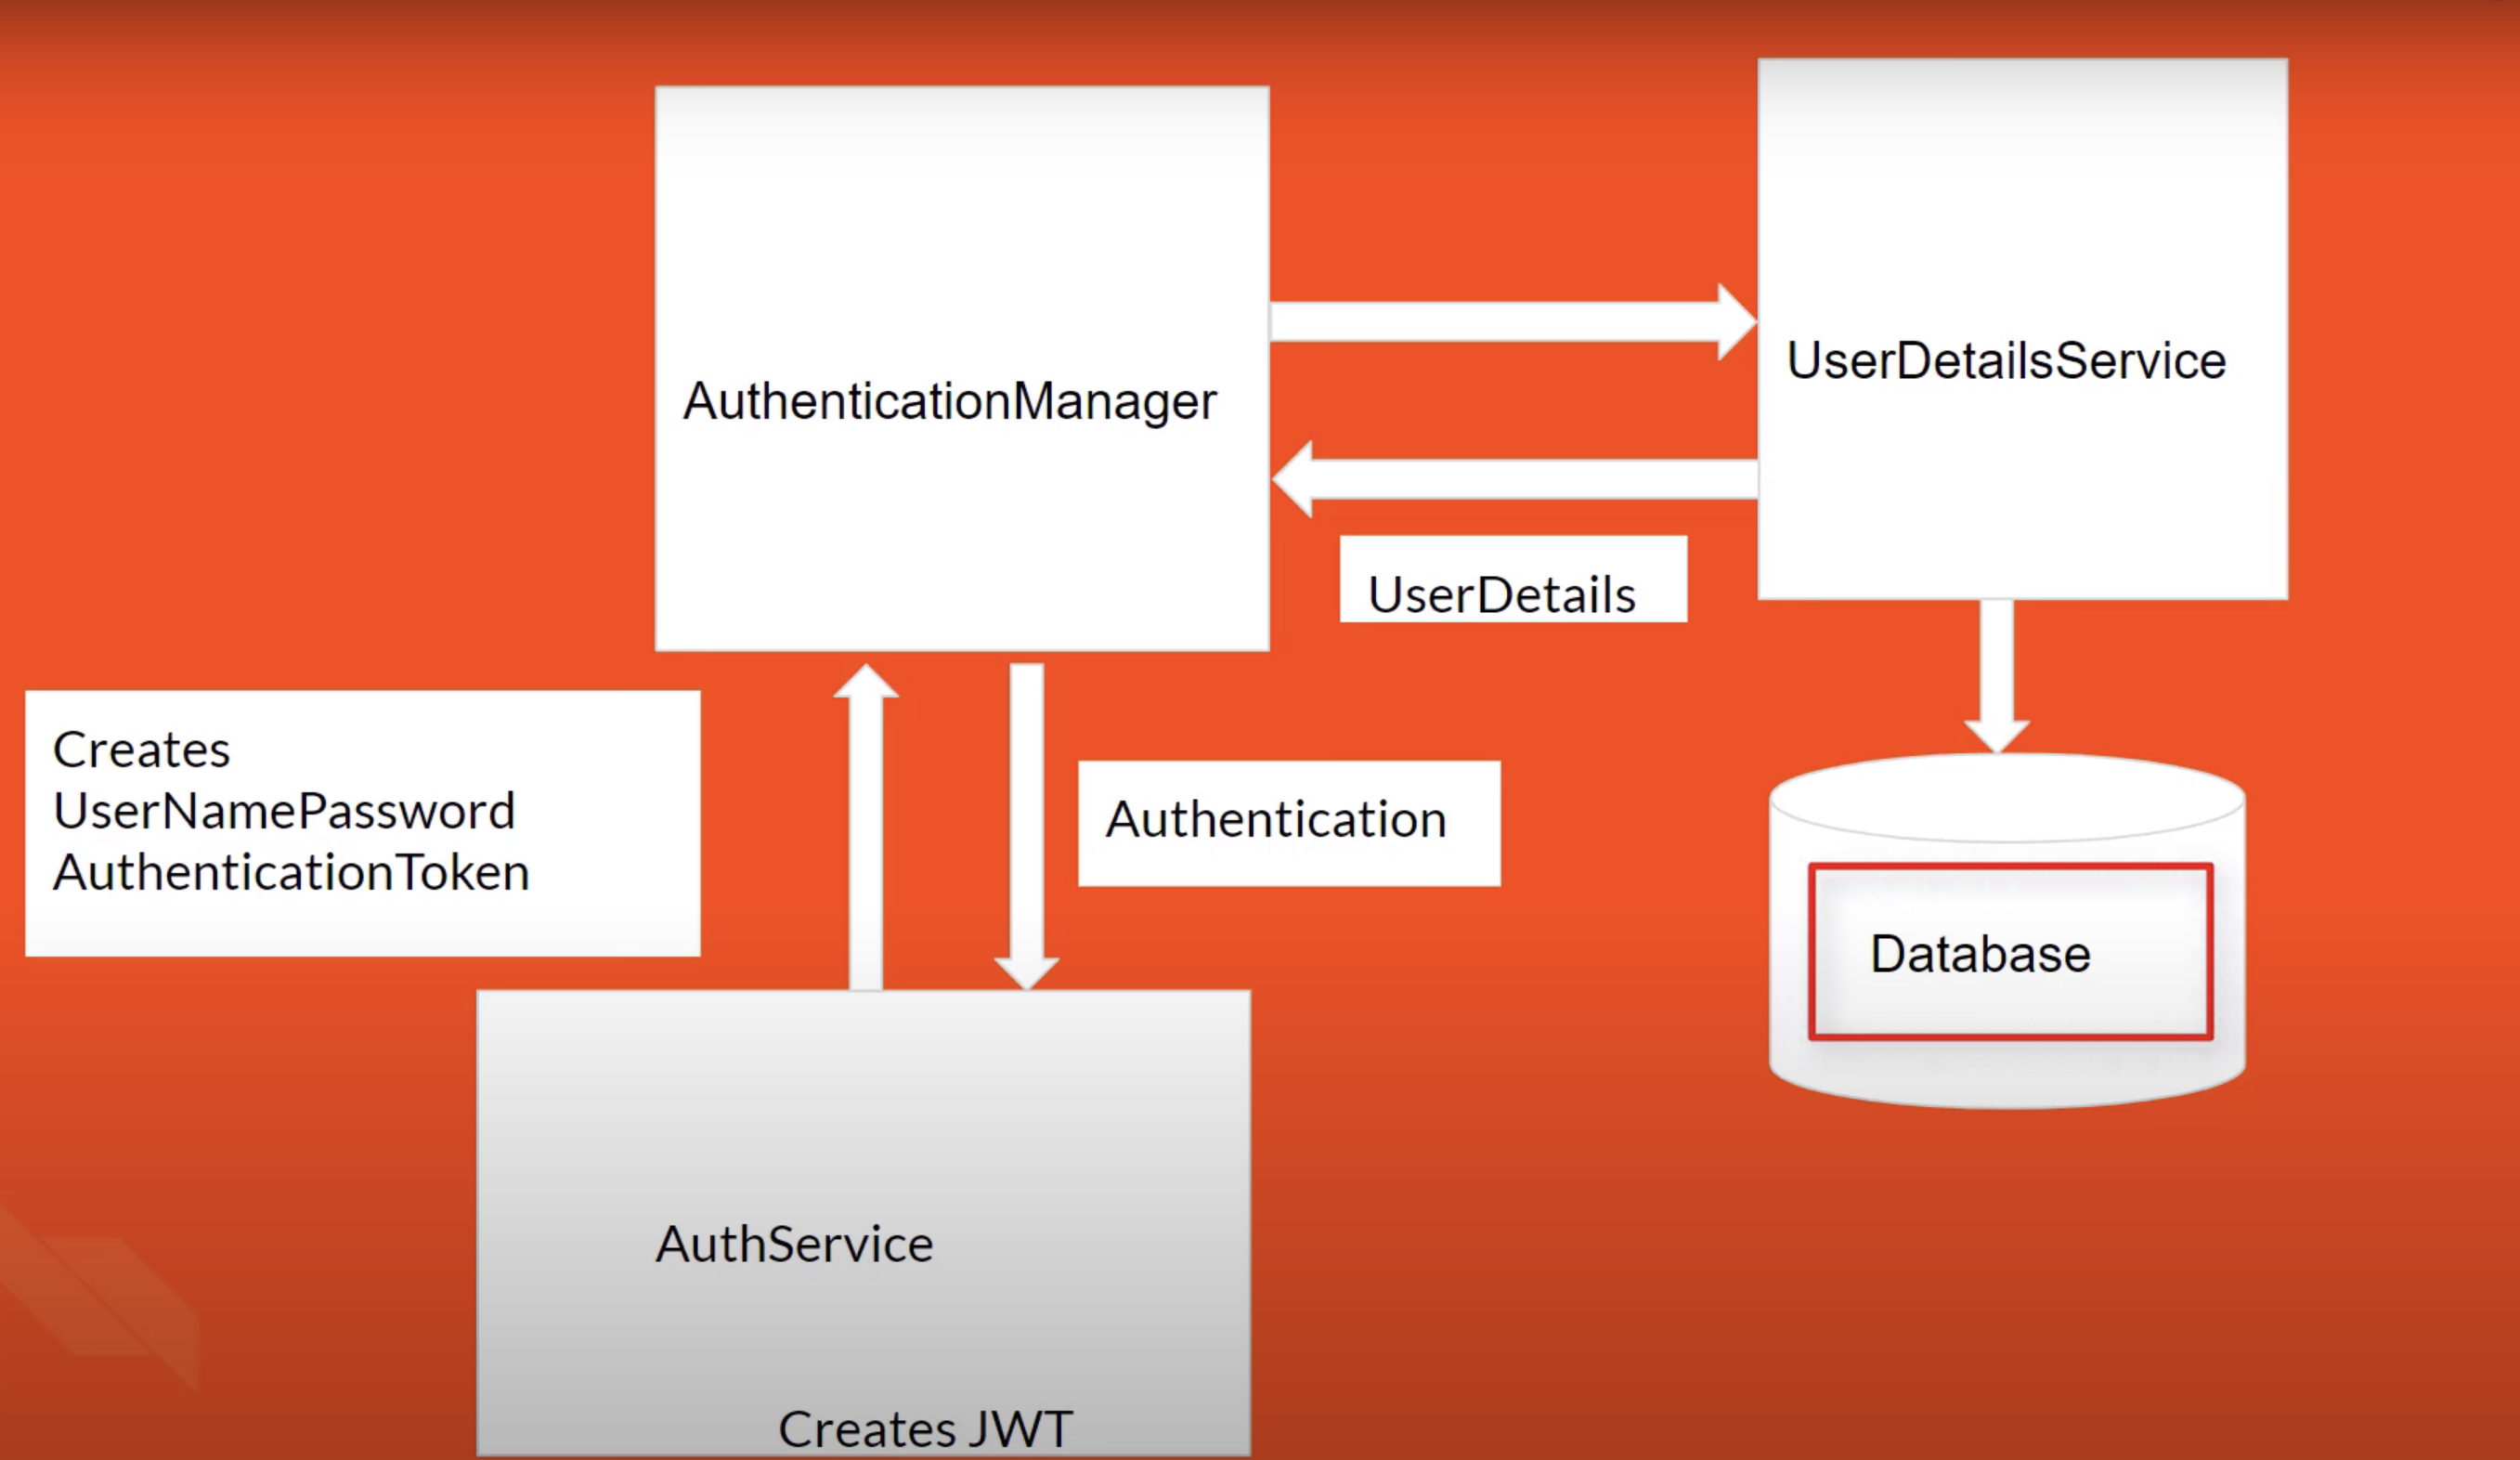 AuthenticationManager
UserDetailsService
UserDetails
Creates
UserNamePassword
AuthenticationToken
Authentication
Database
AuthService
Creates JWT